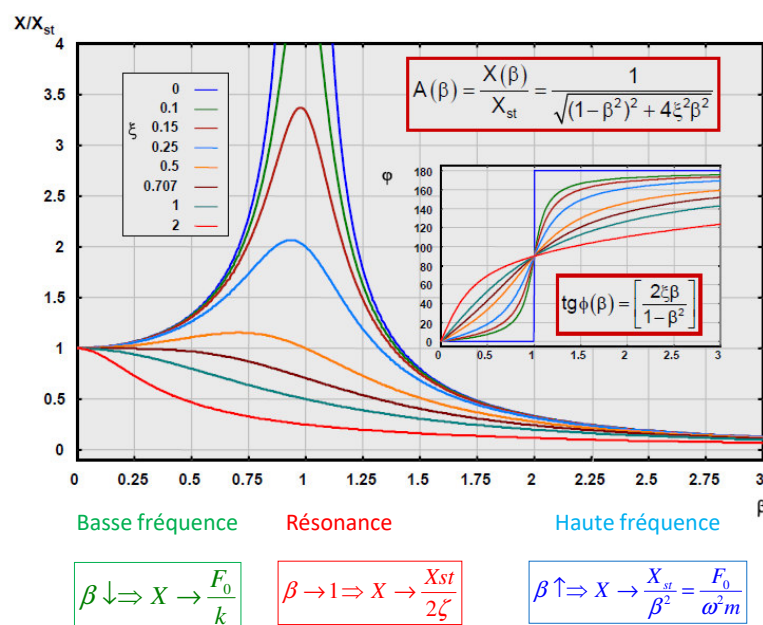 X/X_st
4
3.5
3
2.5
2
1.5
1
0.5
0
ξ
0
0.1
0.15
0.25
0.5
0.707
1
2
A(β) = X(β)/X_st = 1/√((1−β²)² + 4ξ²β²)
φ
180
160
140
120
100
80
60
40
20
0
0 0.5 1 1.5 2 2.5 3
tgϕ(β) = [2ξβ/(1−β²)]
0 0.25 0.5 0.75 1 1.25 1.5 1.75 2 2.25 2.5 2.75 3
β
Basse fréquence Résonance Haute fréquence
β ↓⇒ X → F₀/k
β → 1 ⇒ X → Xst/2ζ
β ↑⇒ X → X_st/β² = F₀/ω²m